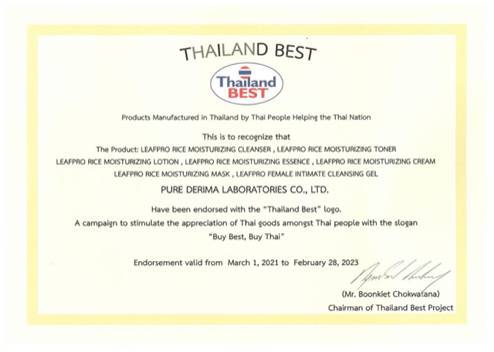 THAILAND BEST
Thailand
BEST
Products Manufactured in Thailand by Thai People Helping the Thai Nation
This is to recognize that
The Product: LEAFPRO RICE MOISTURIZING CLEANSER , LEAFPRO RICE MOISTURIZING TONER
LEAFPRO RICE MOISTURIZING LOTION , LEAFPRO RICE MOISTURIZING ESSENCE , LEAFPRO RICE MOISTURIZING CREAM
LEAFPRO RICE MOISTURIZING MASK , LEAFPRO FEMALE INTIMATE CLEANSING GEL
PURE DERIMA LABORATORIES CO., LTD.
Have been endorsed with the "Thailand Best" logo.
A campaign to stimulate the appreciation of Thai goods amongst Thai people with the slogan
"Buy Best, Buy Thai"
Endorsement valid from March 1, 2021 to February 28, 2023
(Mr. Boonkiet Chokwatana)
Chairman of Thailand Best Project